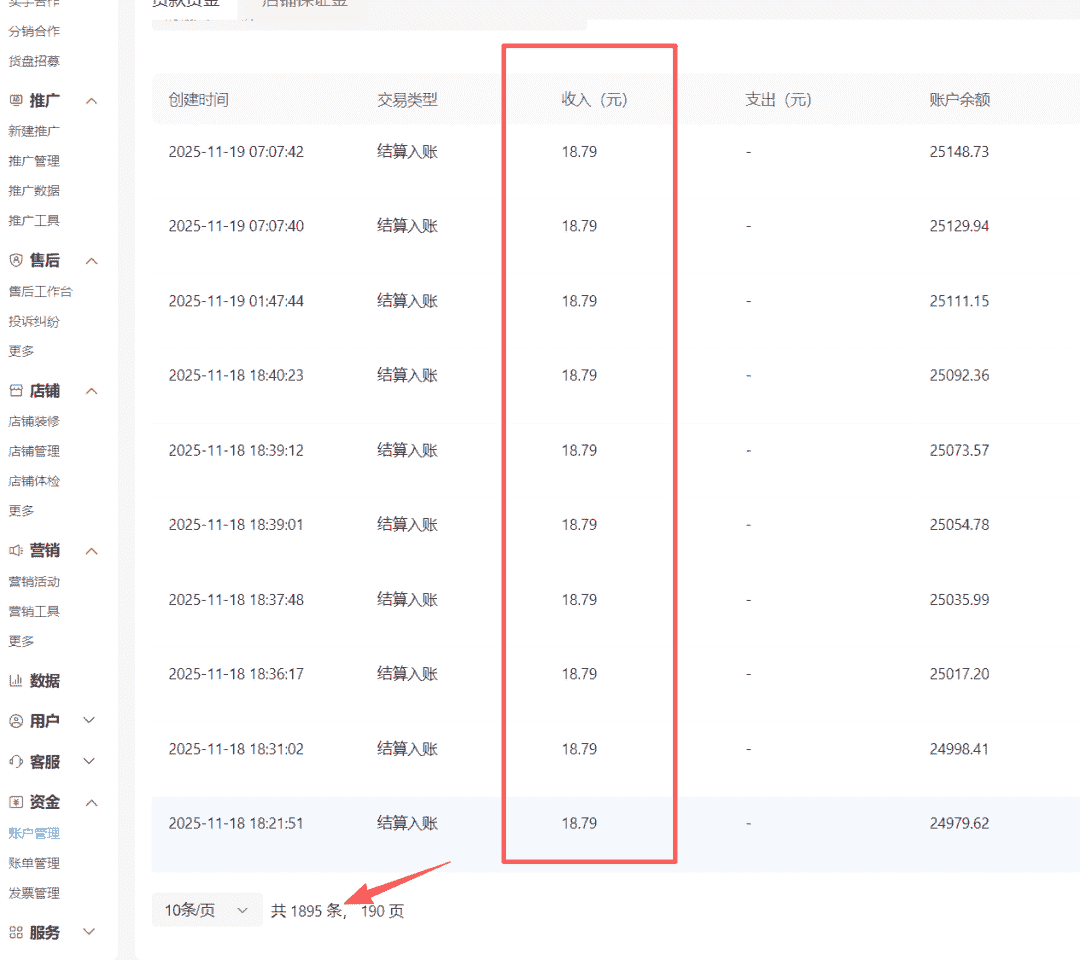 买手合作
分销合作
货盘招募
推广
新建推广
推广管理
推广数据
推广工具
售后
售后工作台
投诉纠纷
更多
店铺
店铺装修
店铺管理
店铺体检
更多
营销
营销活动
营销工具
更多
数据
用户
客服
资金
账户管理
账单管理
发票管理
服务
货款资金 店铺保证金
创建时间 交易类型 收入（元） 支出（元） 账户余额
2025-11-19 07:07:42 结算入账 18.79 - 25148.73
2025-11-19 07:07:40 结算入账 18.79 - 25129.94
2025-11-19 01:47:44 结算入账 18.79 - 25111.15
2025-11-18 18:40:23 结算入账 18.79 - 25092.36
2025-11-18 18:39:12 结算入账 18.79 - 25073.57
2025-11-18 18:39:01 结算入账 18.79 - 25054.78
2025-11-18 18:37:48 结算入账 18.79 - 25035.99
2025-11-18 18:36:17 结算入账 18.79 - 25017.20
2025-11-18 18:31:02 结算入账 18.79 - 24998.41
2025-11-18 18:21:51 结算入账 18.79 - 24979.62
10条/页 共 1895 条， 190 页